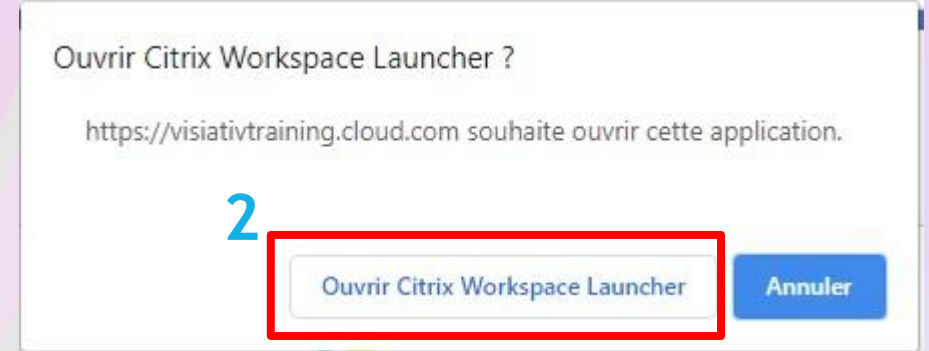 Ouvrir Citrix Workspace Launcher ?
https://visiativtraining.cloud.com souhaite ouvrir cette application.
2
Ouvrir Citrix Workspace Launcher
Annuler